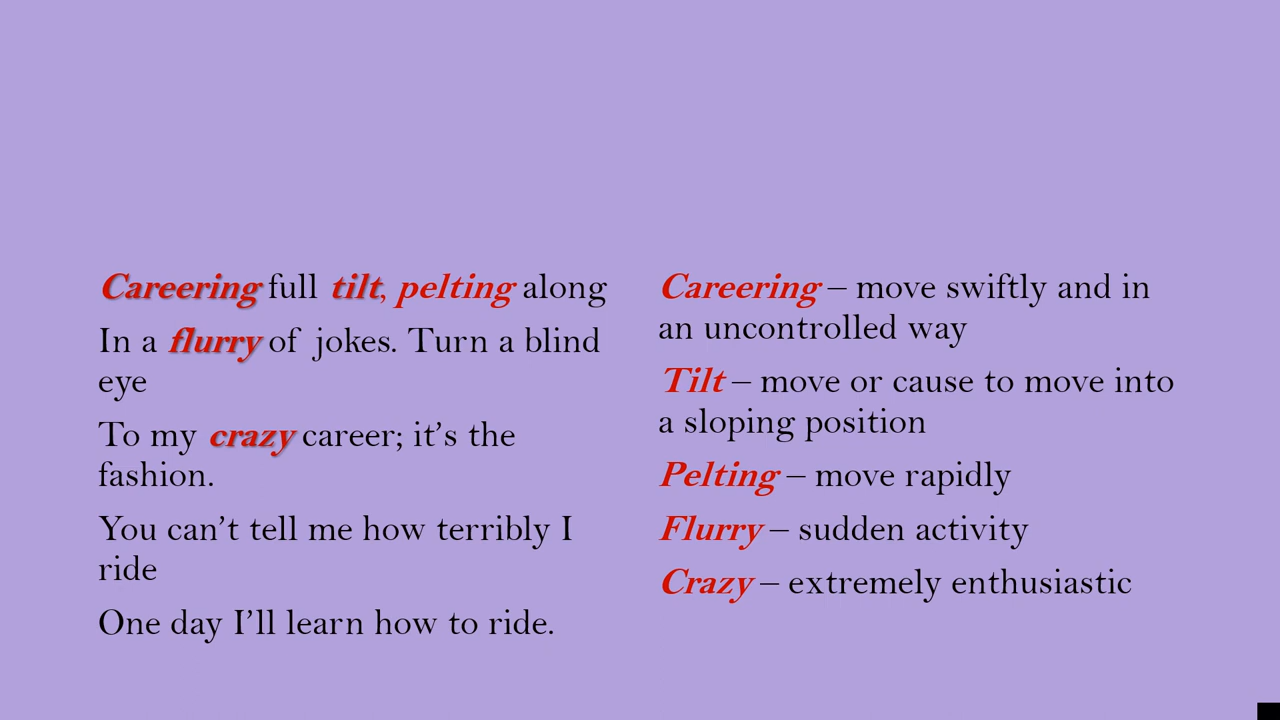 Careering full tilt, pelting along
In a flurry of jokes. Turn a blind
eye
To my crazy career; it’s the
fashion.
You can’t tell me how terribly I
ride
One day I’ll learn how to ride.
Careering – move swiftly and in
an uncontrolled way
Tilt – move or cause to move into
a sloping position
Pelting – move rapidly
Flurry – sudden activity
Crazy – extremely enthusiastic